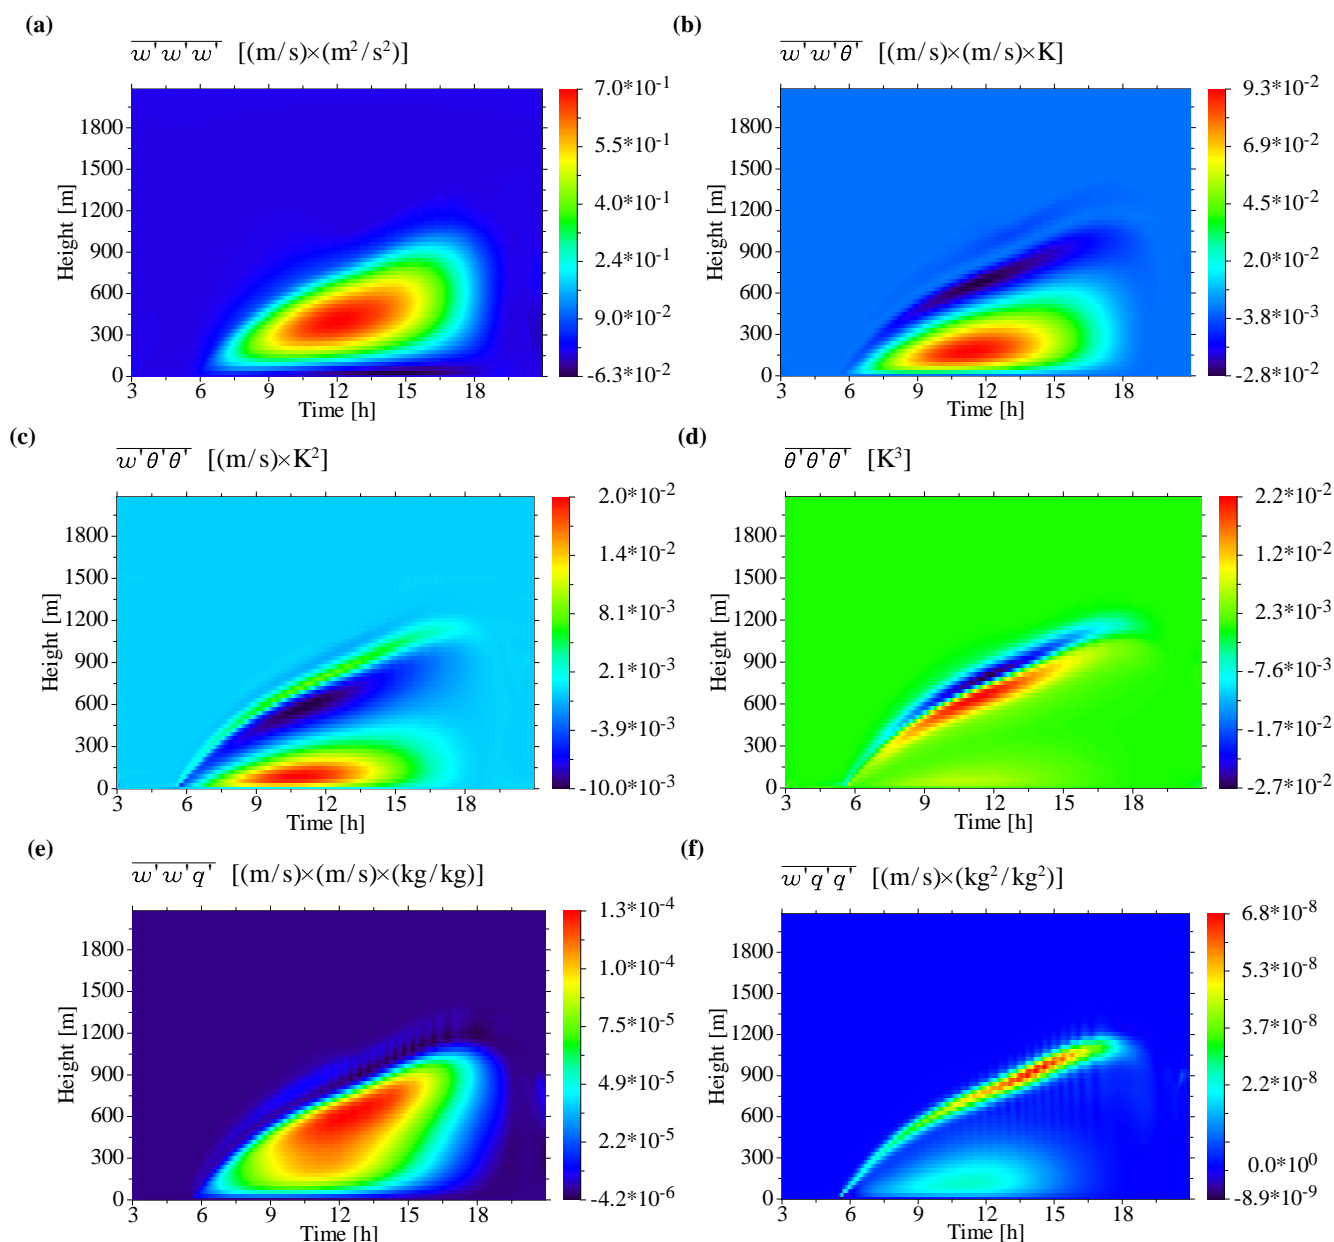 (a)
w'w'w' [(m/s)×(m²/s²)]
7.0*10⁻¹
5.5*10⁻¹
4.0*10⁻¹
2.4*10⁻¹
9.0*10⁻²
-6.3*10⁻²
1800
1500
1200
900
600
300
0
Height [m]
3 6 9 12 15 18
Time [h]
(b)
w'w'θ' [(m/s)×(m/s)×K]
9.3*10⁻²
6.9*10⁻²
4.5*10⁻²
2.0*10⁻²
-3.8*10⁻³
-2.8*10⁻²
1800
1500
1200
900
600
300
0
Height [m]
3 6 9 12 15 18
Time [h]
(c)
w'θ'θ' [(m/s)×K²]
2.0*10⁻²
1.4*10⁻²
8.1*10⁻³
2.1*10⁻³
-3.9*10⁻³
-10.0*10⁻³
1800
1500
1200
900
600
300
0
Height [m]
3 6 9 12 15 18
Time [h]
(d)
θ'θ'θ' [K³]
2.2*10⁻²
1.2*10⁻²
2.3*10⁻³
-7.6*10⁻³
-1.7*10⁻²
-2.7*10⁻²
1800
1500
1200
900
600
300
0
Height [m]
3 6 9 12 15 18
Time [h]
(e)
w'w'q' [(m/s)×(m/s)×(kg/kg)]
1.3*10⁻⁴
1.0*10⁻⁴
7.5*10⁻⁵
4.9*10⁻⁵
2.2*10⁻⁵
-4.2*10⁻⁶
1800
1500
1200
900
600
300
0
Height [m]
3 6 9 12 15 18
Time [h]
(f)
w'q'q' [(m/s)×(kg²/kg²)]
6.8*10⁻⁸
5.3*10⁻⁸
3.7*10⁻⁸
2.2*10⁻⁸
0.0*10⁰
-8.9*10⁻⁹
1800
1500
1200
900
600
300
0
Height [m]
3 6 9 12 15 18
Time [h]